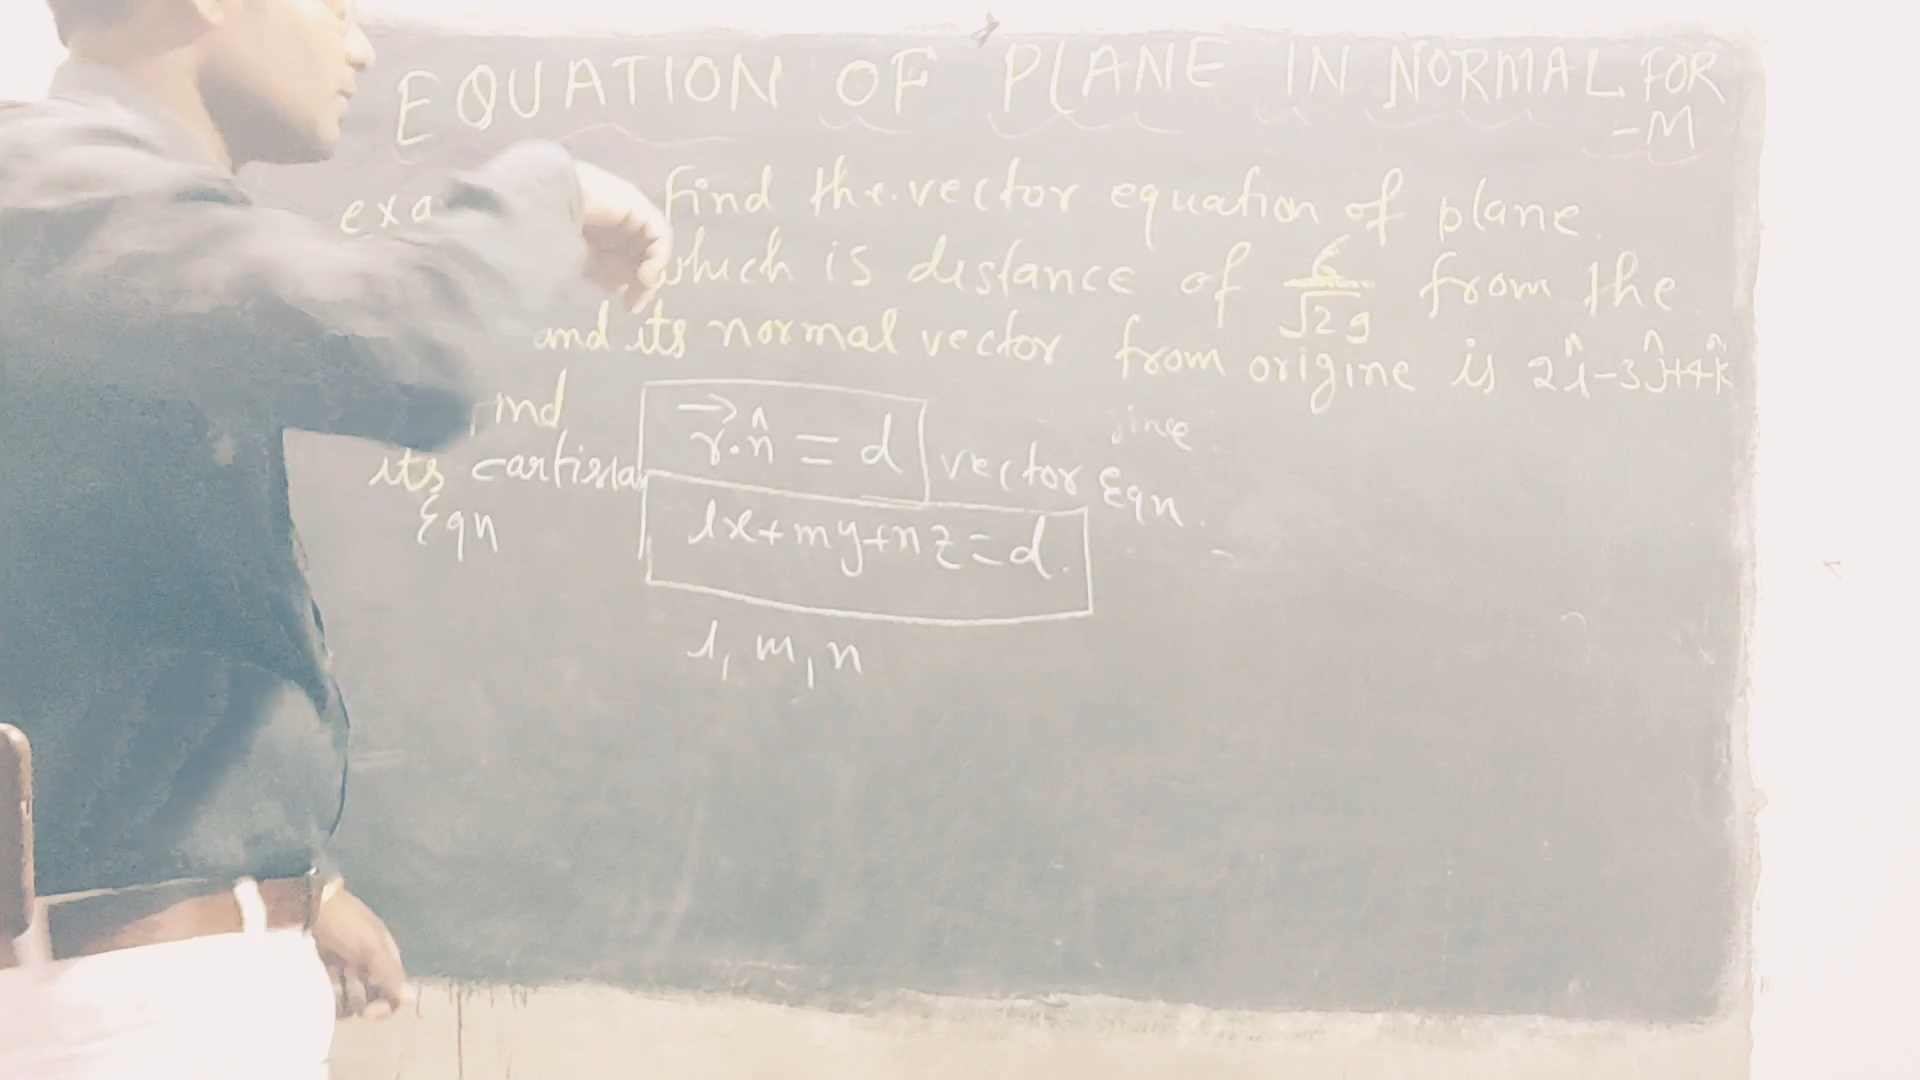 EQUATION OF PLANE IN NORMAL FOR
-M
exa
find the vector equation of plane
which is distance of 6/√29 from the
and its normal vector from origine is 2î-3ĵ+4k̂
find
its cartisian
Eqn
r⃗.n̂ = d vector Eqn.
lx+my+nz=d.
l, m, n